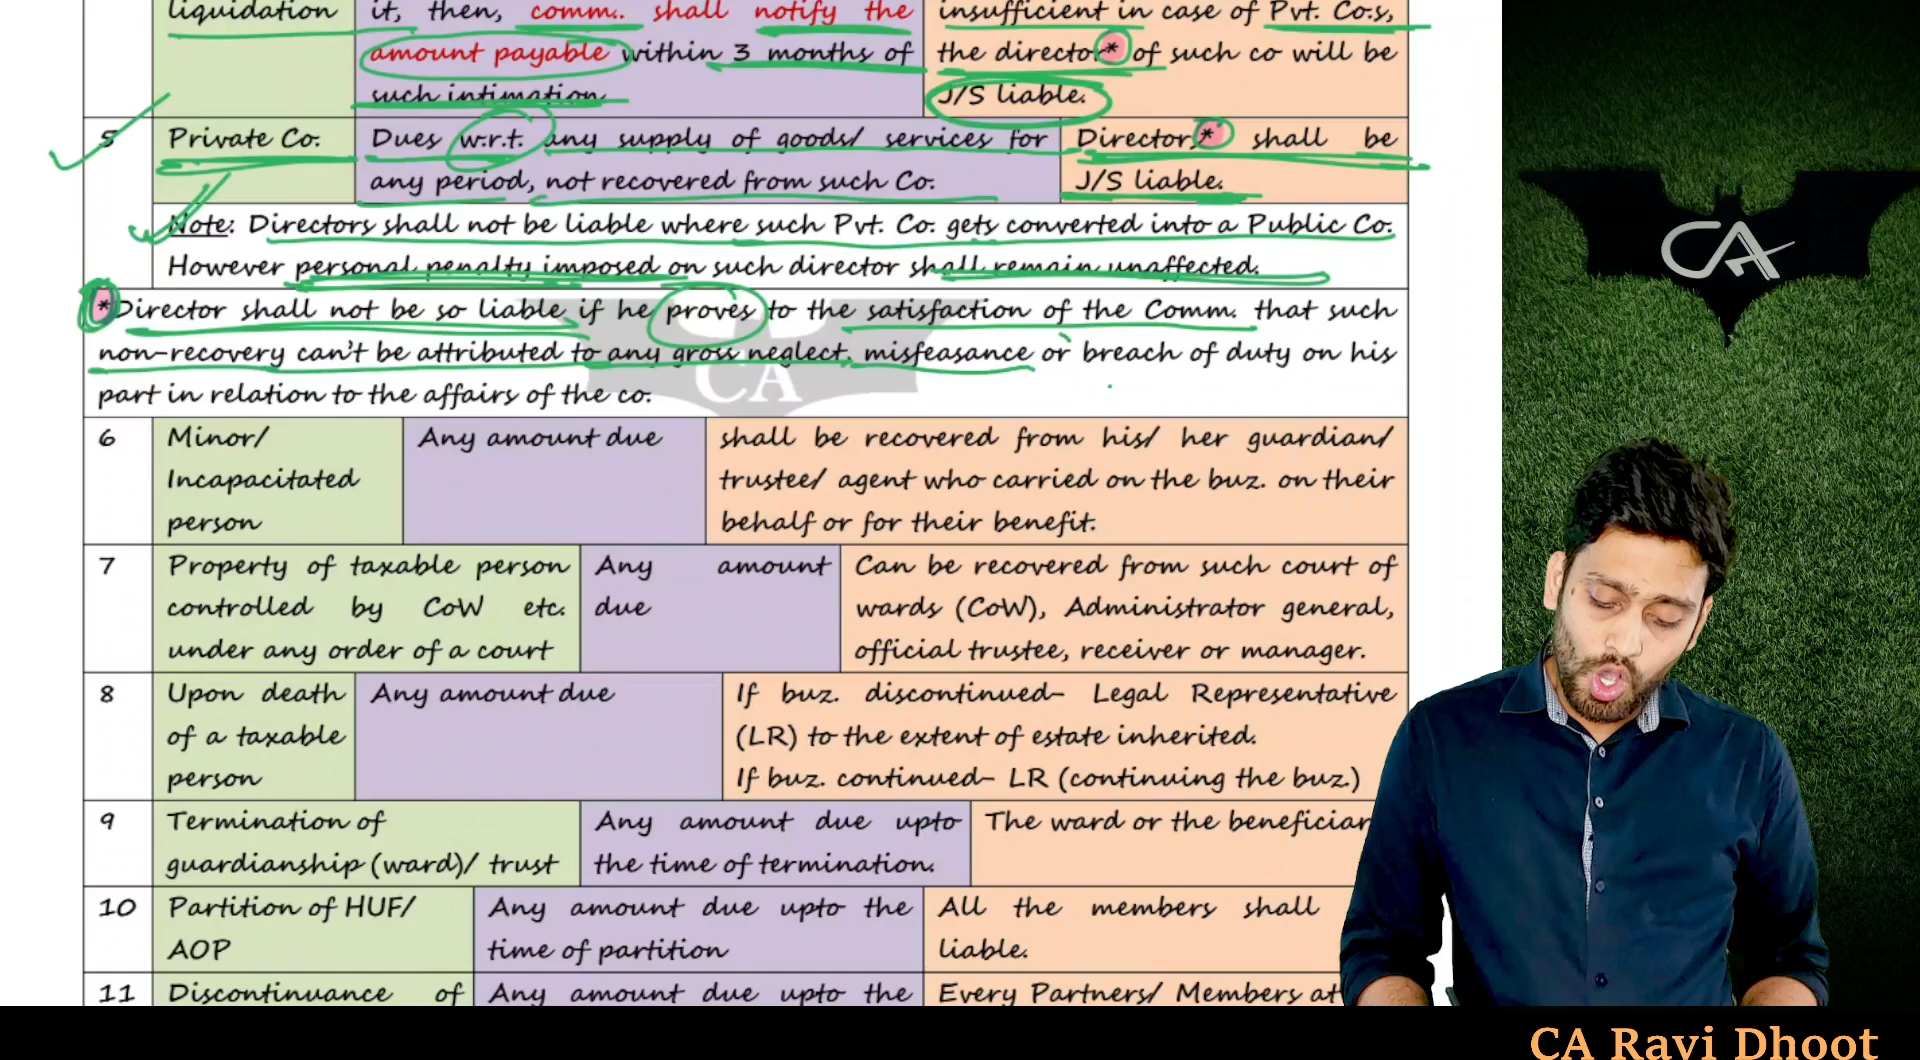 liquidation it, then, comm.. shall notify the insufficient in case of Pvt. Co.s,
amount payable within 3 months of the director* of such co will be
such intimation J/S liable.
5 Private Co. Dues w.r.t. any supply of goods/ services for Director* shall be
any period, not recovered from such Co. J/S liable.
Note: Directors shall not be liable where such Pvt. Co. gets converted into a Public Co.
However personal penalty imposed on such director shall remain unaffected.
*Director shall not be so liable if he proves to the satisfaction of the Comm. that such
non-recovery can't be attributed to any gross neglect, misfeasance or breach of duty on his
part in relation to the affairs of the co.
CA
6 Minor/ Any amount due shall be recovered from his/ her guardian/
Incapacitated trustee/ agent who carried on the buz. on their
person behalf or for their benefit.
7 Property of taxable person Any amount Can be recovered from such court of
controlled by CoW etc. due wards (CoW), Administrator general,
under any order of a court official trustee, receiver or manager.
8 Upon death Any amount due If buz. discontinued- Legal Representative
of a taxable (LR) to the extent of estate inherited.
person If buz. continued- LR (continuing the buz.)
9 Termination of Any amount due upto The ward or the beneficiar
guardianship (ward)/ trust the time of termination.
10 Partition of HUF/ Any amount due upto the All the members shall
AOP time of partition liable.
11 Discontinuance of Any amount due upto the Every Partners/ Members at
CA
CA Ravi Dhoot